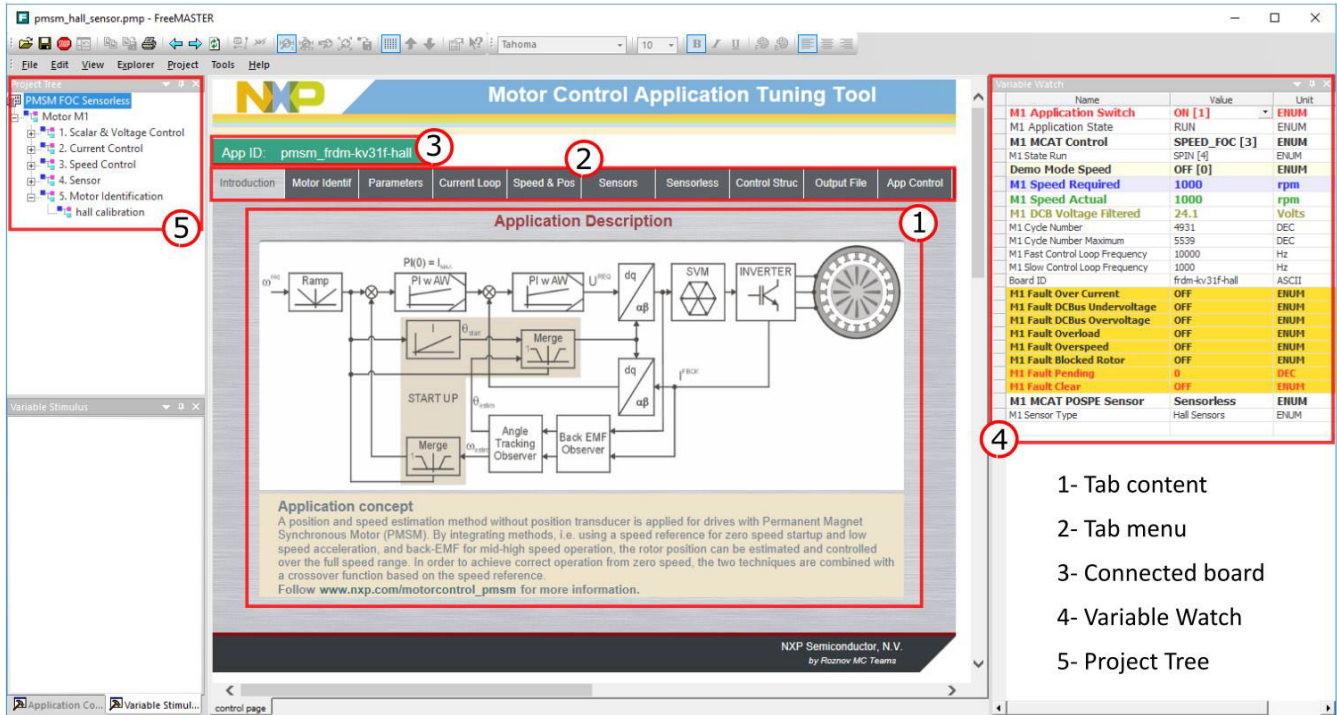 pmsm_hall_sensor.pmp - FreeMASTER
Tahoma
10
B I U
File Edit View Explorer Project Tools Help
Project Tree
PMSM FOC Sensorless
Motor M1
1. Scalar & Voltage Control
2. Current Control
3. Speed Control
4. Sensor
5. Motor Identification
hall calibration
5
Variable Stimulus
Application Co... Variable Stimul...
NXP
Motor Control Application Tuning Tool
App ID: pmsm_frdm-kv31f-hall
3
2
Introduction Motor Identif Parameters Current Loop Speed & Pos Sensors Sensorless Control Struc Output File App Control
1
Application Description
PI(0) = I
ω
Ramp
PI w AW
PI w AW
U REQ
dq
αβ
SVM
INVERTER
I
θ
Merge
dq
αβ
I FBCK
START UP
θ estim
Merge
ω estim
Angle
Tracking
Observer
Back EMF
Observer
Application concept
A position and speed estimation method without position transducer is applied for drives with Permanent Magnet
Synchronous Motor (PMSM). By integrating methods, i.e. using a speed reference for zero speed startup and low
speed acceleration, and back-EMF for mid-high speed operation, the rotor position can be estimated and controlled
over the full speed range. In order to achieve correct operation from zero speed, the two techniques are combined with
a crossover function based on the speed reference.
Follow www.nxp.com/motorcontrol_pmsm for more information.
NXP Semiconductor, N.V.
by Roznov MC Teams
control page
Variable Watch
Name Value Unit
M1 Application Switch ON [1] ENUM
M1 Application State RUN ENUM
M1 MCAT Control SPEED_FOC [3] ENUM
M1 State Run SPIN [4] ENUM
Demo Mode Speed OFF [0] ENUM
M1 Speed Required 1000 rpm
M1 Speed Actual 1000 rpm
M1 DCB Voltage Filtered 24.1 Volts
M1 Cycle Number 4931 DEC
M1 Cycle Number Maximum 5539 DEC
M1 Fast Control Loop Frequency 10000 Hz
M1 Slow Control Loop Frequency 1000 Hz
Board ID frdm-kv31f-hall ASCII
M1 Fault Over Current OFF ENUM
M1 Fault DCBus Undervoltage OFF ENUM
M1 Fault DCBus Overvoltage OFF ENUM
M1 Fault Overload OFF ENUM
M1 Fault Overspeed OFF ENUM
M1 Fault Blocked Rotor OFF ENUM
M1 Fault Pending 0 DEC
M1 Fault Clear OFF ENUM
M1 MCAT POSPE Sensor Sensorless ENUM
M1 Sensor Type Hall Sensors ENUM
4
1- Tab content
2- Tab menu
3- Connected board
4- Variable Watch
5- Project Tree